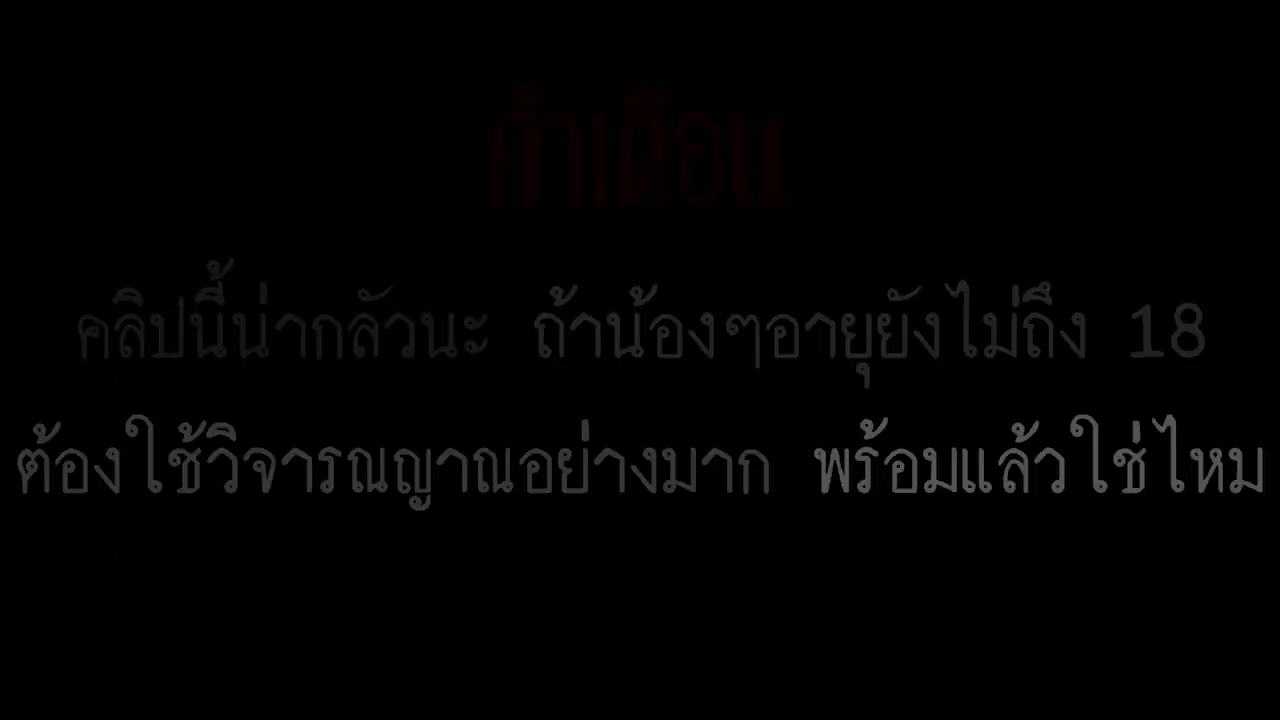 คำเตือน
คลิปนี้น่ากลัวนะ ถ้าน้องๆอายุยังไม่ถึง 18
ต้องใช้วิจารณญาณอย่างมาก พร้อมแล้วใช่ไหม